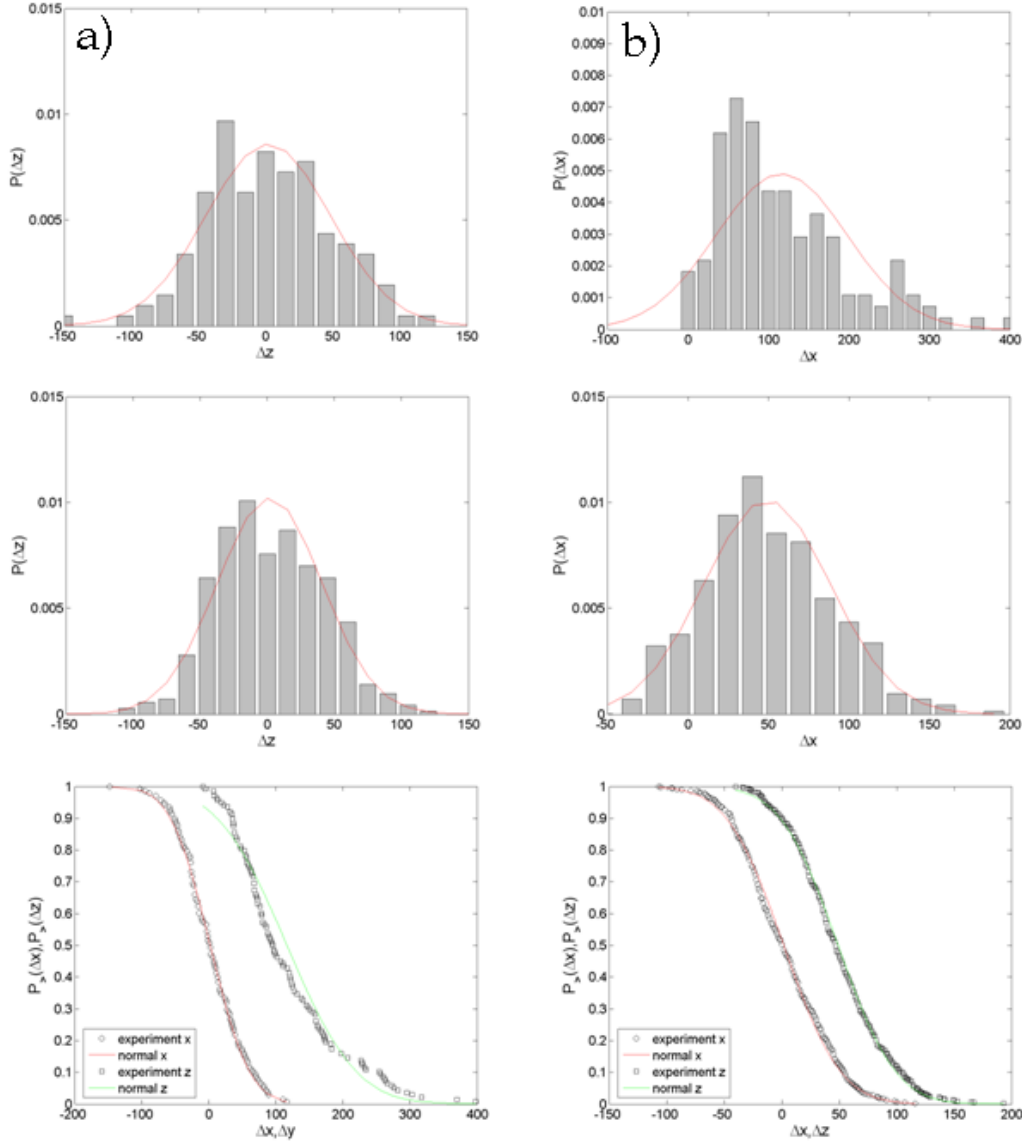 a)
0.015
0.01
0.005
0
P(Δz)
-150 -100 -50 0 50 100 150
Δz
b)
0.01
0.009
0.008
0.007
0.006
0.005
0.004
0.003
0.002
0.001
0
P(Δx)
-100 0 100 200 300 400
Δx
0.015
0.01
0.005
0
P(Δz)
-150 -100 -50 0 50 100 150
Δz
0.015
0.01
0.005
0
P(Δx)
-50 0 50 100 150 200
Δx
1
0.9
0.8
0.7
0.6
0.5
0.4
0.3
0.2
0.1
0
P>(Δx),P>(Δz)
experiment x
normal x
experiment z
normal z
-200 -100 0 100 200 300 400
Δx,Δy
1
0.9
0.8
0.7
0.6
0.5
0.4
0.3
0.2
0.1
0
P>(Δx),P>(Δz)
experiment x
normal x
experiment z
normal z
-150 -100 -50 0 50 100 150 200
Δx,Δz